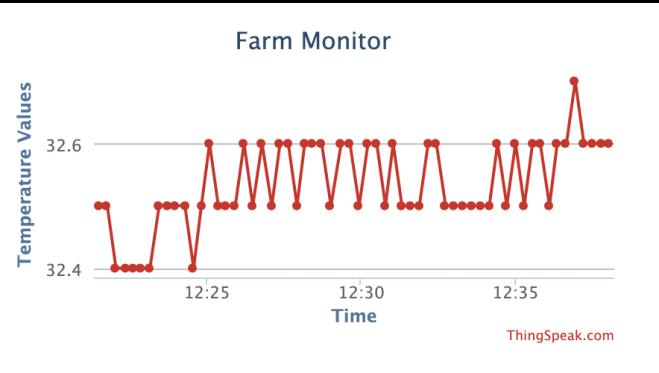 Farm Monitor
Temperature Values
32.6
32.4
12:25 12:30 12:35
Time
ThingSpeak.com